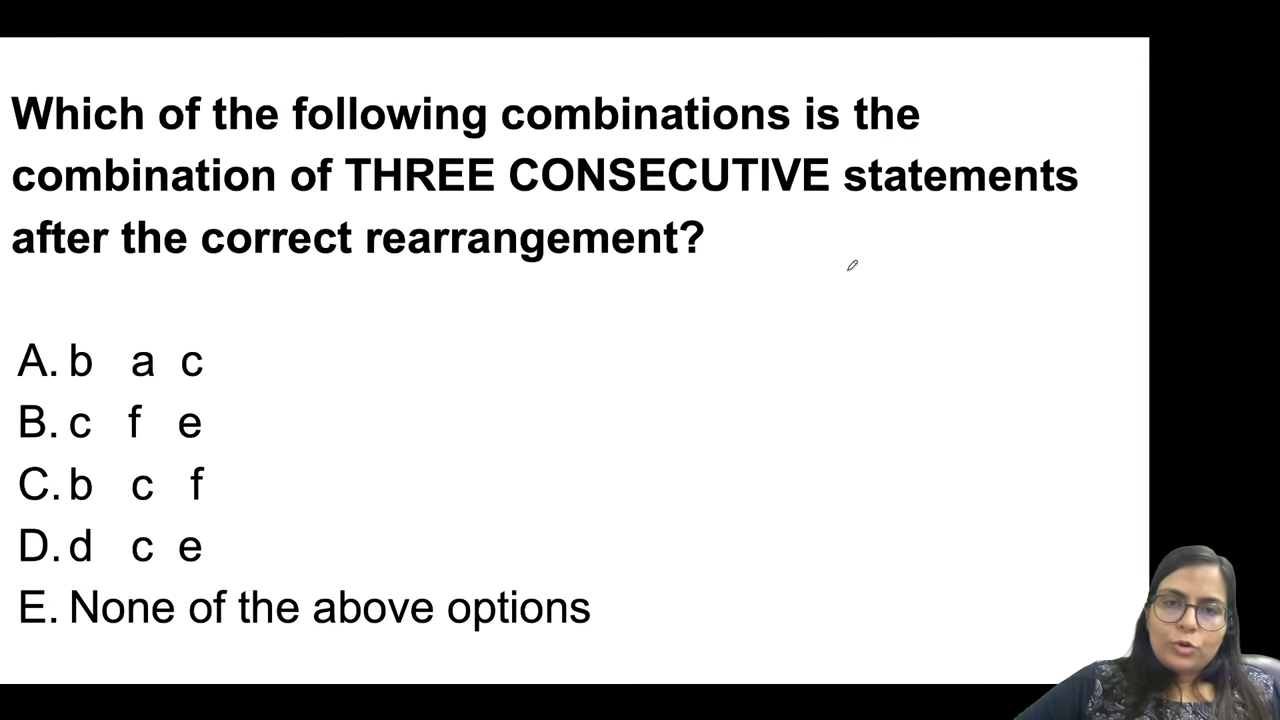 Which of the following combinations is the
combination of THREE CONSECUTIVE statements
after the correct rearrangement?
A. b a c
B. c f e
C. b c f
D. d c e
E. None of the above options